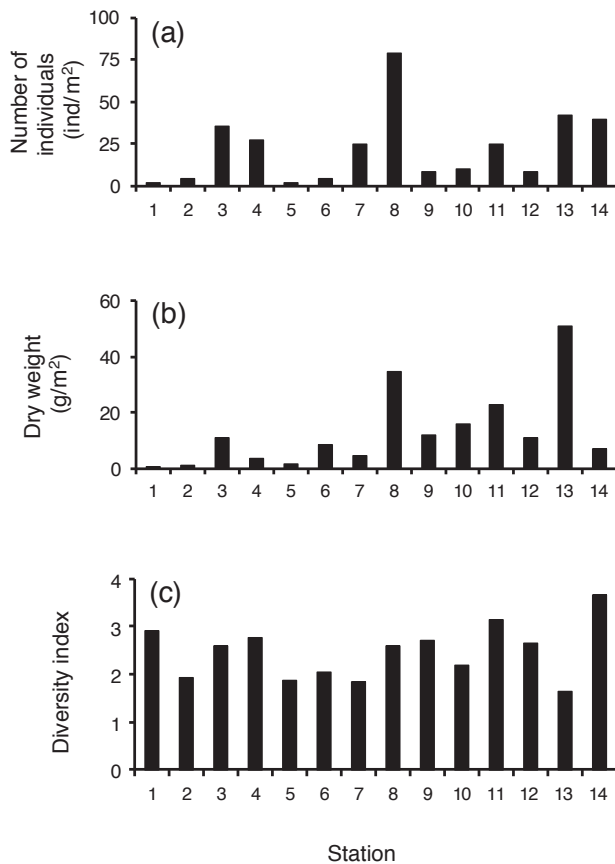 (a)
Number of
individuals
(ind/m²)
100
75
50
25
0
1 2 3 4 5 6 7 8 9 10 11 12 13 14
(b)
Dry weight
(g/m²)
60
40
20
0
1 2 3 4 5 6 7 8 9 10 11 12 13 14
(c)
Diversity index
4
3
2
1
0
1 2 3 4 5 6 7 8 9 10 11 12 13 14
Station